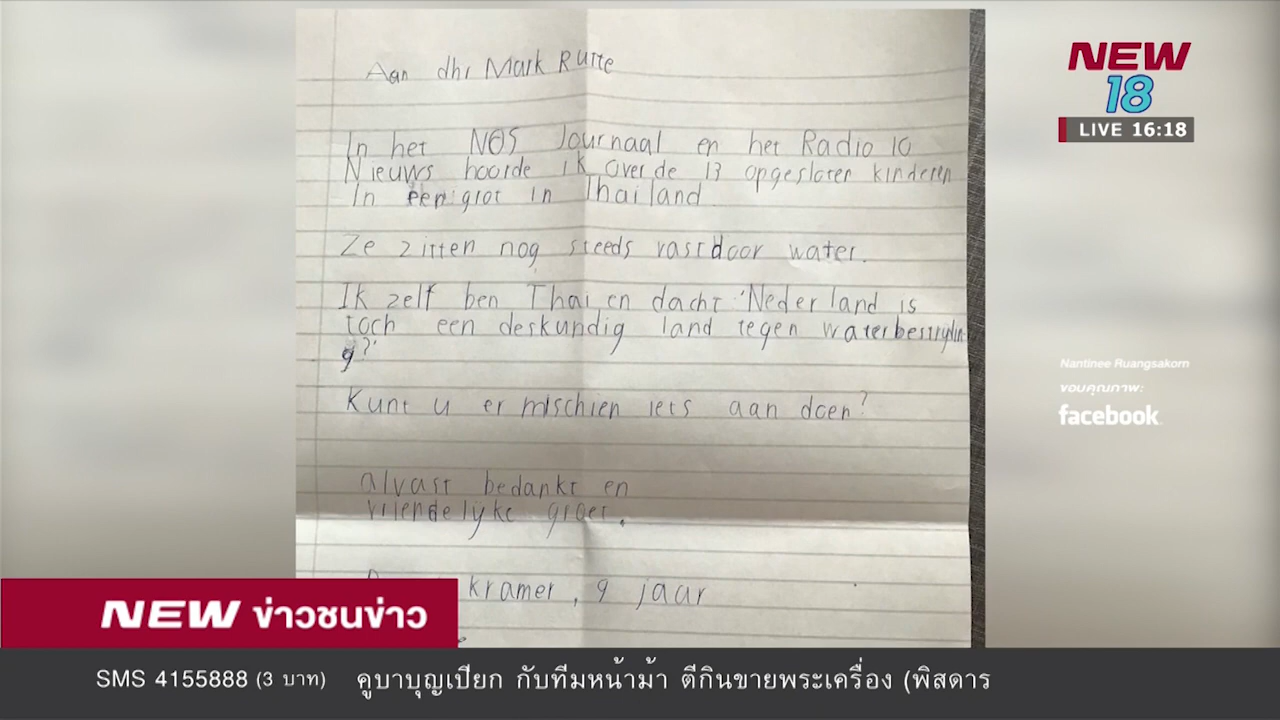 Aan dhr Mark Rutte
In het NOS Journaal en het Radio 10
Nieuws hoorde ik over de 13 opgesloten kinderen
In een grot in Thailand
Ze zitten nog steeds vast door water.
Ik zelf ben Thai en dacht 'Nederland is
toch een deskundig land tegen waterbestrijdin
g?'
Kunt u er mischien iets aan doen?
alvast bedankt en
vriendelijke groet,
kramer, 9 jaar
NEW
18
LIVE 16:18
Nantinee Ruangsakorn
ขอบคุณภาพ:
facebook
NEW ข่าวชนข่าว
SMS 4155888 (3 บาท) คูบาบุญเปียก กับทีมหน้าม้า ตีกินขายพระเครื่อง (พิสดาร